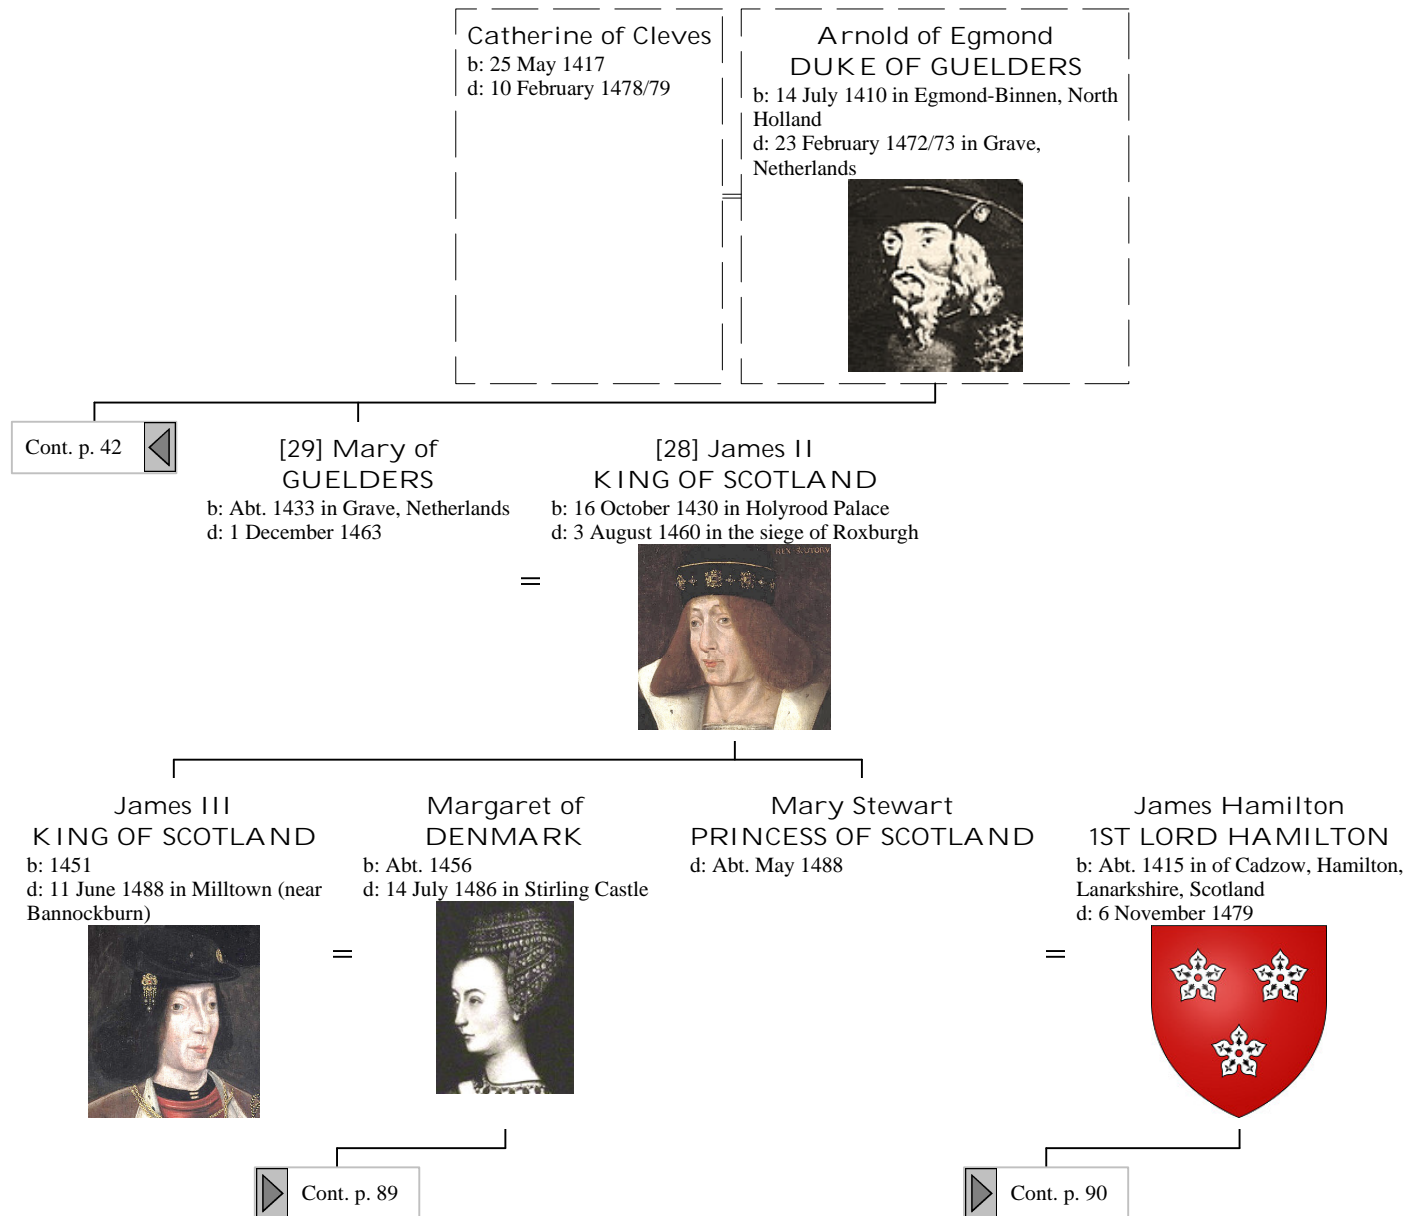 Catherine of Cleves
b: 25 May 1417
d: 10 February 1478/79
Arnold of Egmond
DUKE OF GUELDERS
b: 14 July 1410 in Egmond-Binnen, North
Holland
d: 23 February 1472/73 in Grave,
Netherlands
Cont. p. 42
[29] Mary of
GUELDERS
b: Abt. 1433 in Grave, Netherlands
d: 1 December 1463
=
[28] James II
KING OF SCOTLAND
b: 16 October 1430 in Holyrood Palace
d: 3 August 1460 in the siege of Roxburgh
James III
KING OF SCOTLAND
b: 1451
d: 11 June 1488 in Milltown (near
Bannockburn)
=
Margaret of
DENMARK
b: Abt. 1456
d: 14 July 1486 in Stirling Castle
Mary Stewart
PRINCESS OF SCOTLAND
d: Abt. May 1488
=
James Hamilton
1ST LORD HAMILTON
b: Abt. 1415 in of Cadzow, Hamilton,
Lanarkshire, Scotland
d: 6 November 1479
Cont. p. 89
Cont. p. 90